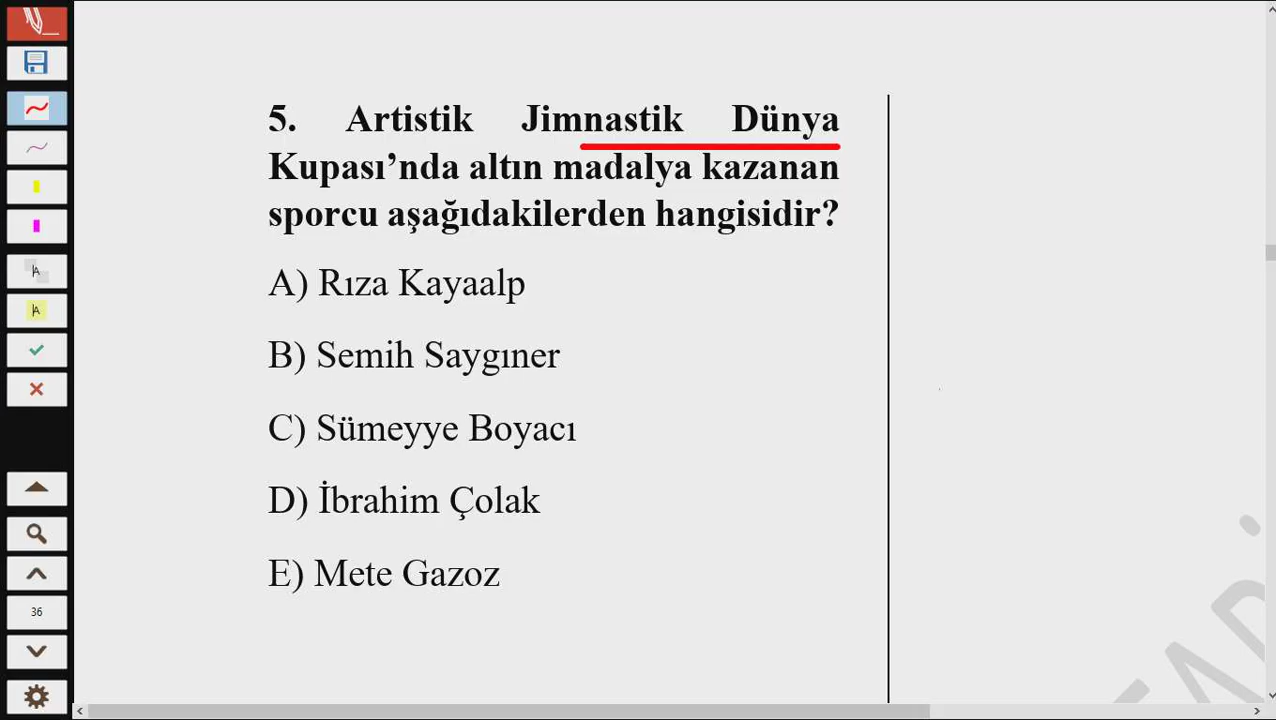 5. Artistik Jimnastik Dünya
Kupası’nda altın madalya kazanan
sporcu aşağıdakilerden hangisidir?
A) Rıza Kayaalp
B) Semih Saygıner
C) Sümeyye Boyacı
D) İbrahim Çolak
E) Mete Gazoz
36